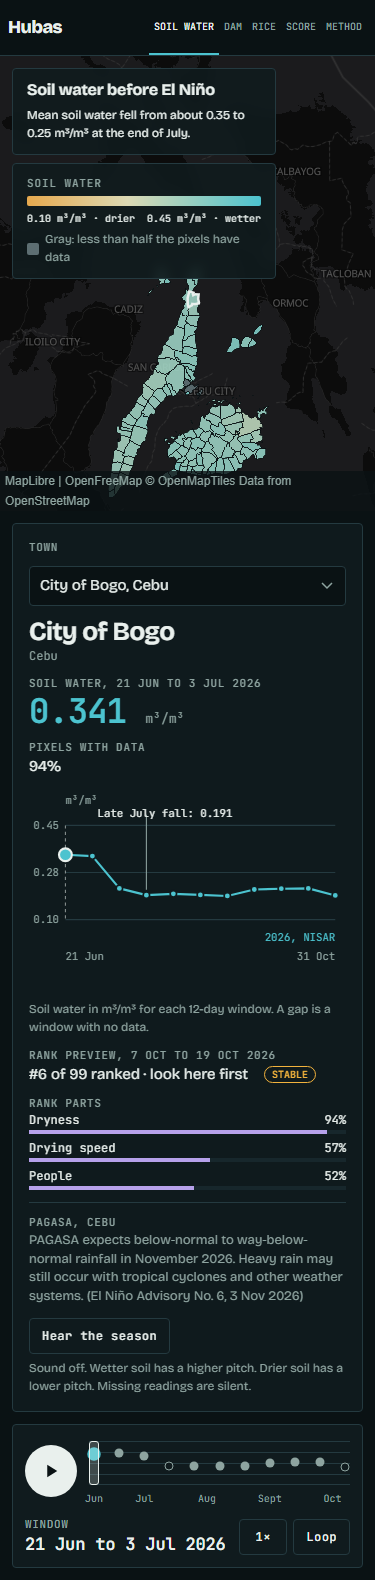 Hubas
SOIL WATER DAM RICE SCORE METHOD
Soil water before El Niño
Mean soil water fell from about 0.35 to
0.25 m³/m³ at the end of July.
SOIL WATER
0.10 m³/m³ · drier 0.45 m³/m³ · wetter
Gray: less than half the pixels have
data
ALBAYOG
TACLOBAN
CADIZ
ORMOC
ILOILO CITY
SAN C
BU CITY
MapLibre | OpenFreeMap © OpenMapTiles Data from
OpenStreetMap
TOWN
City of Bogo, Cebu
City of Bogo
Cebu
SOIL WATER, 21 JUN TO 3 JUL 2026
0.341 m³/m³
PIXELS WITH DATA
94%
m³/m³
Late July fall: 0.191
0.45
0.28
0.10
2026, NISAR
21 Jun 31 Oct
Soil water in m³/m³ for each 12-day window. A gap is a
window with no data.
RANK PREVIEW, 7 OCT TO 19 OCT 2026
#6 of 99 ranked · look here first STABLE
RANK PARTS
Dryness 94%
Drying speed 57%
People 52%
PAGASA, CEBU
PAGASA expects below-normal to way-below-
normal rainfall in November 2026. Heavy rain may
still occur with tropical cyclones and other weather
systems. (El Niño Advisory No. 6, 3 Nov 2026)
Hear the season
Sound off. Wetter soil has a higher pitch. Drier soil has a
lower pitch. Missing readings are silent.
Jun Jul Aug Sept Oct
WINDOW
21 Jun to 3 Jul 2026
1× Loop